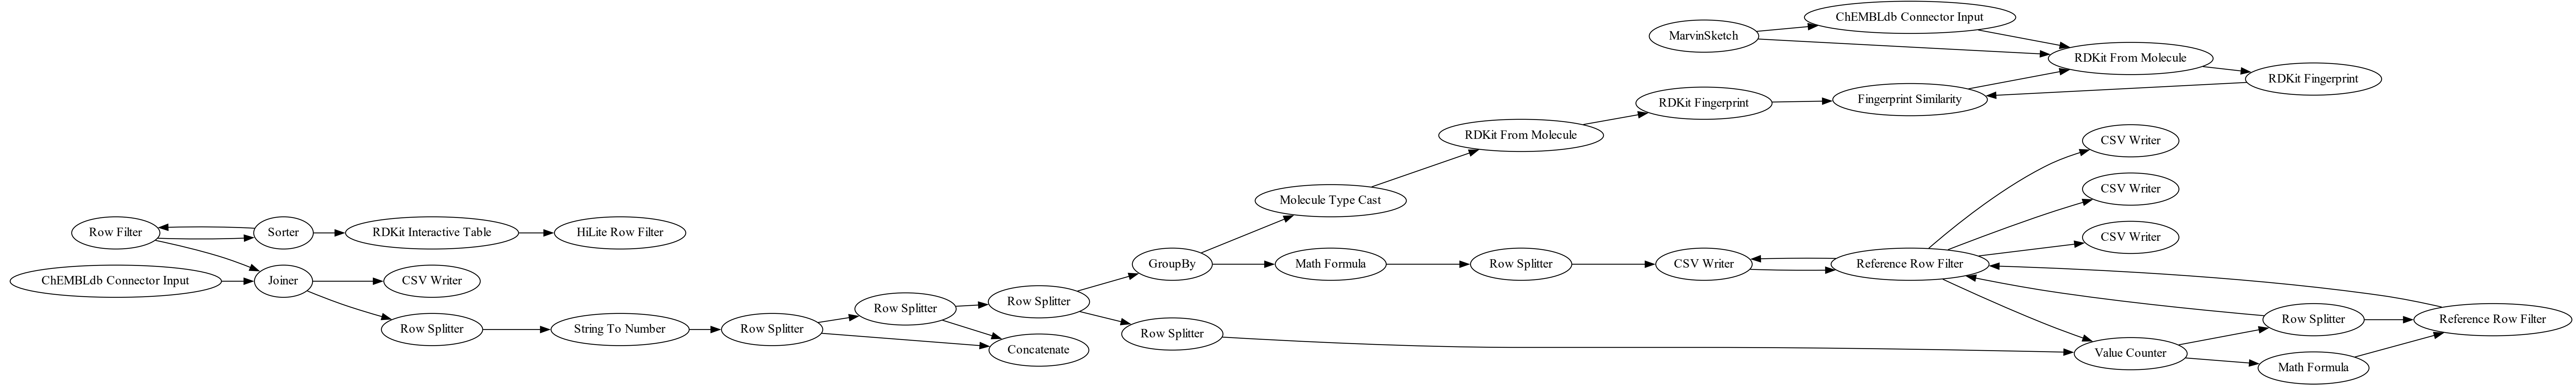 ChEMBLdb Connector Input
MarvinSketch
RDKit From Molecule
RDKit Fingerprint
Fingerprint Similarity
RDKit Fingerprint
RDKit From Molecule
CSV Writer
Molecule Type Cast
CSV Writer
Row Filter
Sorter
RDKit Interactive Table
HiLite Row Filter
CSV Writer
GroupBy
Math Formula
Row Splitter
CSV Writer
Reference Row Filter
ChEMBLdb Connector Input
Joiner
CSV Writer
Row Splitter
Row Splitter
Row Splitter
String To Number
Row Splitter
Row Splitter
Concatenate
Row Splitter
Reference Row Filter
Value Counter
Math Formula